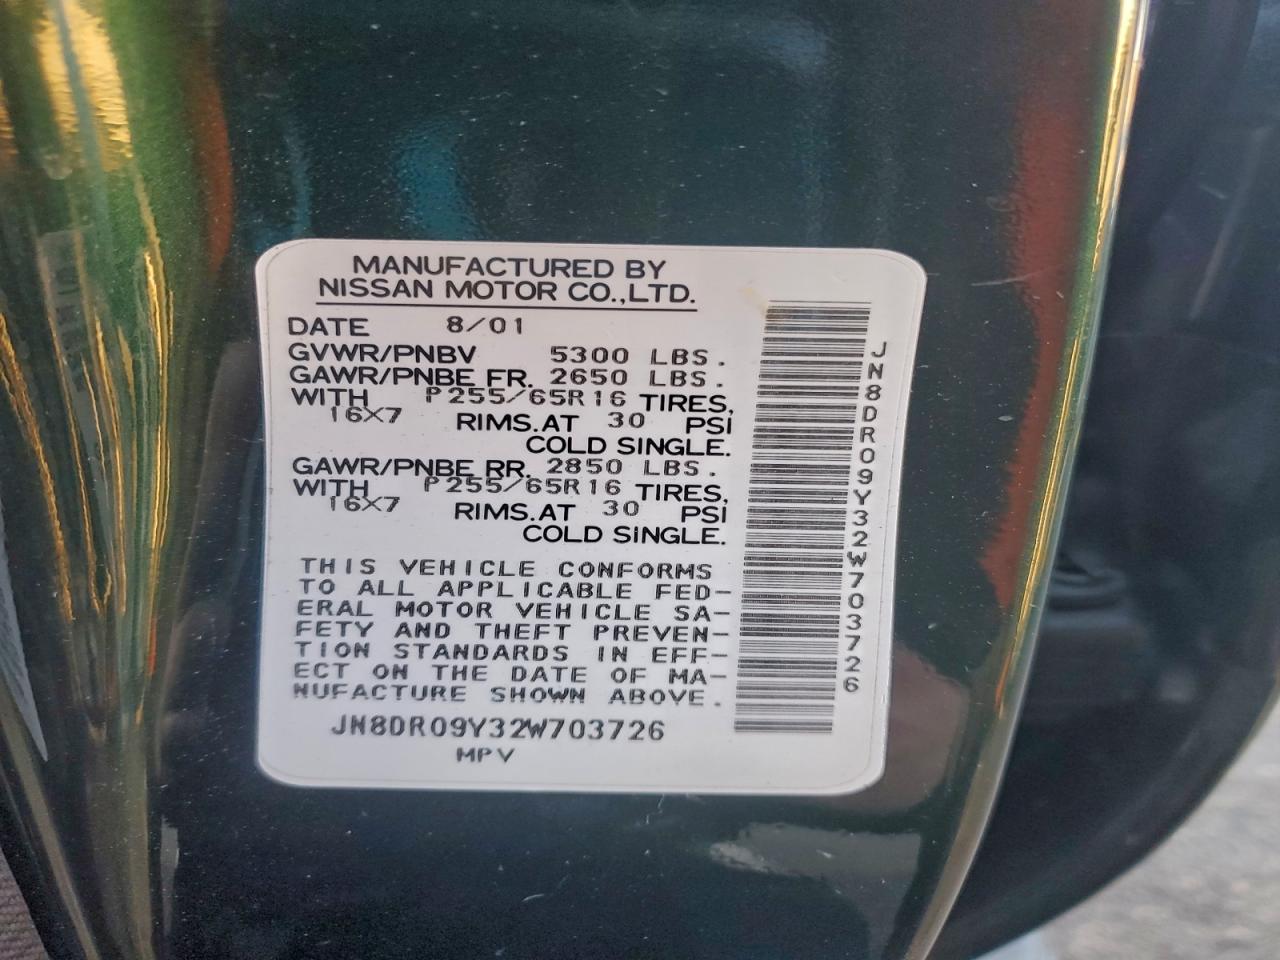 MANUFACTURED BY
NISSAN MOTOR CO.,LTD.
DATE 8/01
GVWR/PNBV 5300 LBS.
GAWR/PNBE FR. 2650 LBS.
WITH P255/65R16 TIRES,
16X7 RIMS.AT 30 PSI
COLD SINGLE.
GAWR/PNBE RR. 2850 LBS.
WITH P255/65R16 TIRES,
16X7 RIMS.AT 30 PSI
COLD SINGLE.
THIS VEHICLE CONFORMS
TO ALL APPLICABLE FED-
ERAL MOTOR VEHICLE SA-
FETY AND THEFT PREVEN-
TION STANDARDS IN EFF-
ECT ON THE DATE OF MA-
NUFACTURE SHOWN ABOVE.
JN8DR09Y32W703726
MPV
JN8DR09Y32W703726